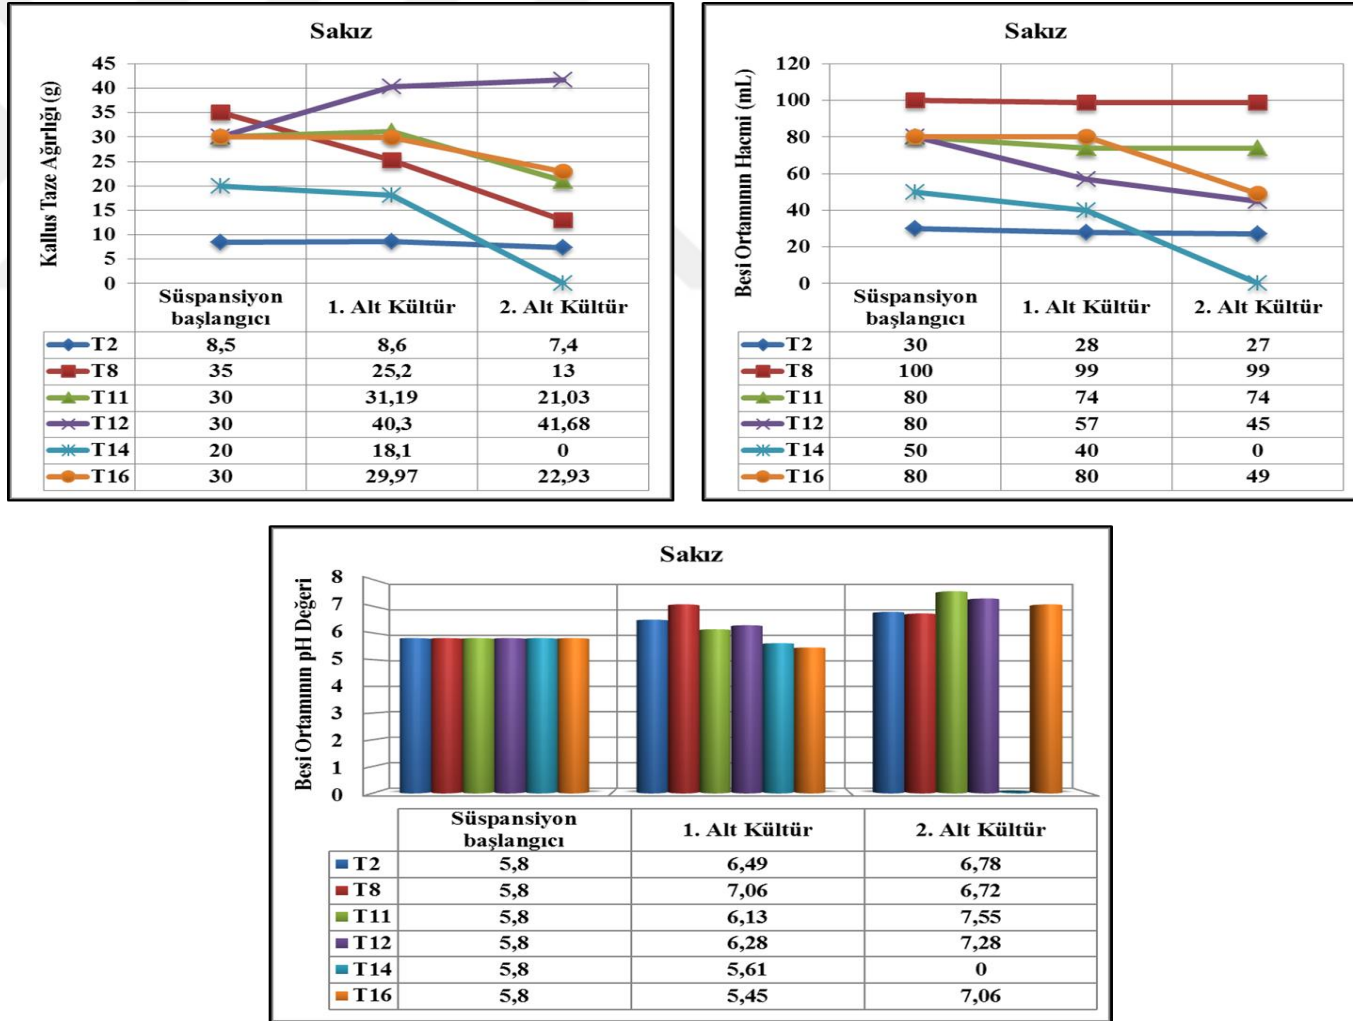 Sakız
Kallus Taze Ağırlığı (g)
45
40
35
30
25
20
15
10
5
0
Süspansiyon başlangıcı 1. Alt Kültür 2. Alt Kültür
T2 8,5 8,6 7,4
T8 35 25,2 13
T11 30 31,19 21,03
T12 30 40,3 41,68
T14 20 18,1 0
T16 30 29,97 22,93
Sakız
Besi Ortamının Hacmi (mL)
120
100
80
60
40
20
0
Süspansiyon başlangıcı 1. Alt Kültür 2. Alt Kültür
T2 30 28 27
T8 100 99 99
T11 80 74 74
T12 80 57 45
T14 50 40 0
T16 80 80 49
Sakız
Besi Ortamının pH Değeri
8
7
6
5
4
3
2
1
0
Süspansiyon başlangıcı 1. Alt Kültür 2. Alt Kültür
T2 5,8 6,49 6,78
T8 5,8 7,06 6,72
T11 5,8 6,13 7,55
T12 5,8 6,28 7,28
T14 5,8 5,61 0
T16 5,8 5,45 7,06